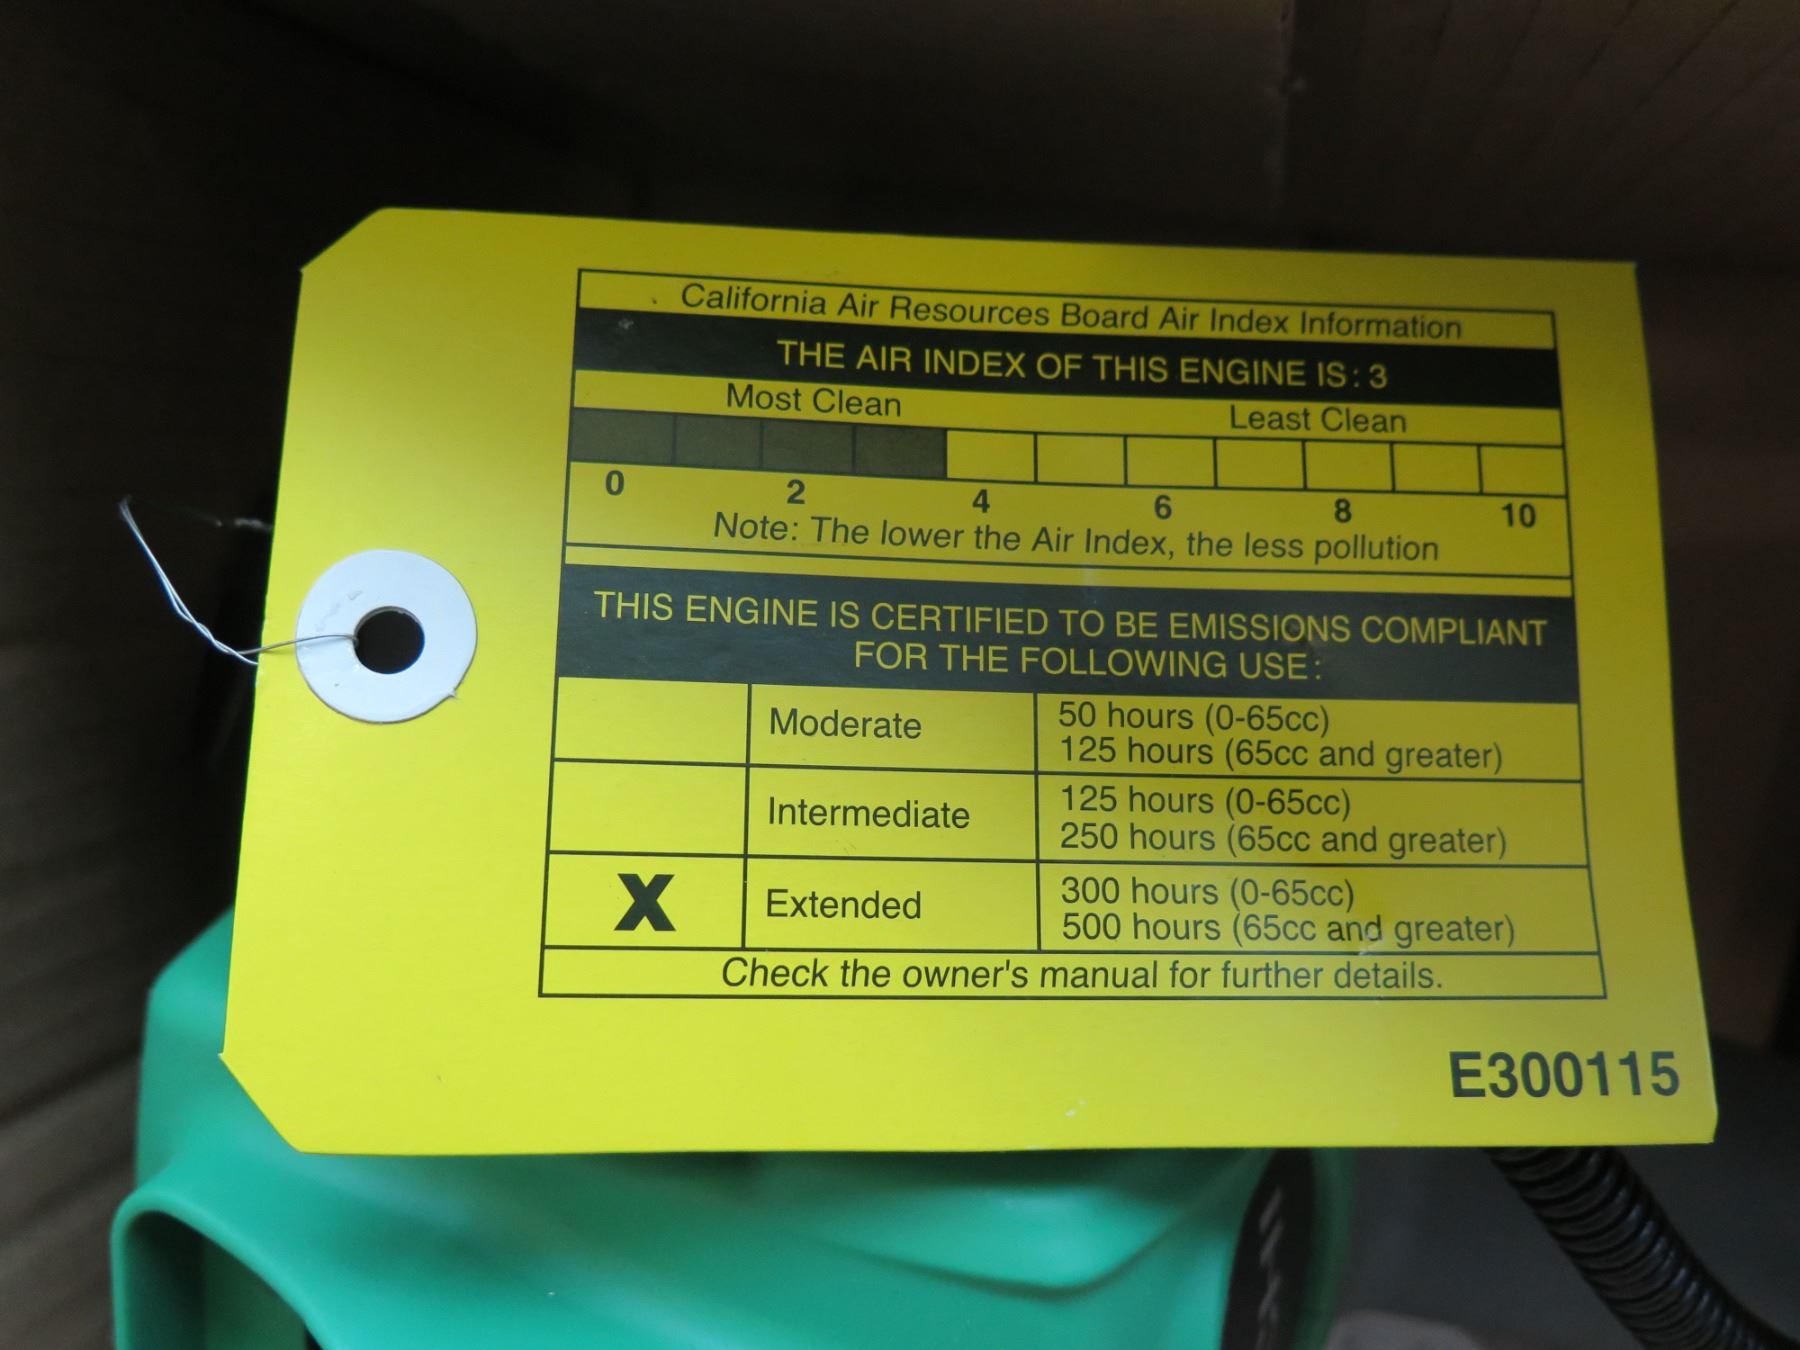 California Air Resources Board Air Index Information
THE AIR INDEX OF THIS ENGINE IS: 3
Most Clean Least Clean
0 2 4 6 8 10
Note: The lower the Air Index, the less pollution
THIS ENGINE IS CERTIFIED TO BE EMISSIONS COMPLIANT
FOR THE FOLLOWING USE:
Moderate 50 hours (0-65cc)
125 hours (65cc and greater)
Intermediate 125 hours (0-65cc)
250 hours (65cc and greater)
X Extended 300 hours (0-65cc)
500 hours (65cc and greater)
Check the owner's manual for further details.
E300115